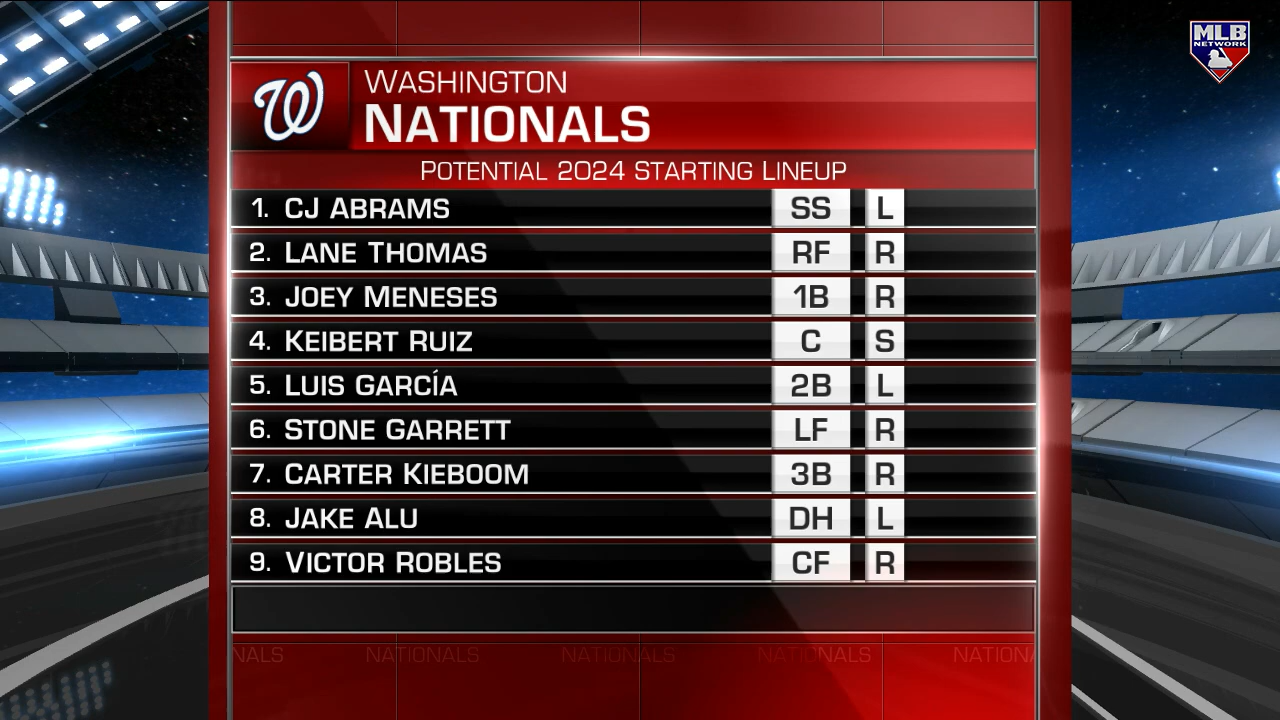 MLB
NETWORK
W
WASHINGTON
NATIONALS
POTENTIAL 2024 STARTING LINEUP
1. CJ ABRAMS SS L
2. LANE THOMAS RF R
3. JOEY MENESES 1B R
4. KEIBERT RUIZ C S
5. LUIS GARCÍA 2B L
6. STONE GARRETT LF R
7. CARTER KIEBOOM 3B R
8. JAKE ALU DH L
9. VICTOR ROBLES CF R
NALS NATIONALS NATIONALS NATIONALS NATIONA